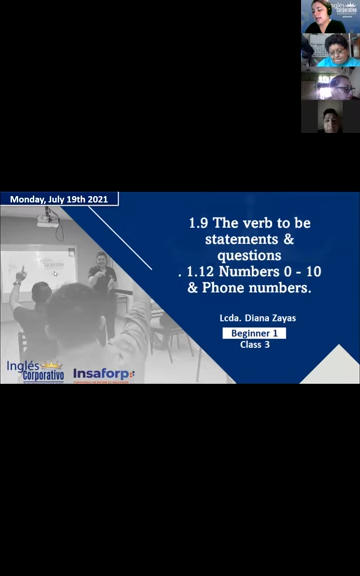 Monday, July 19th 2021
1.9 The verb to be
statements &
questions
. 1.12 Numbers 0 - 10
& Phone numbers.
Lcda. Diana Zayas
Beginner 1
Class 3
Inglés
Corporativo
Insaforp